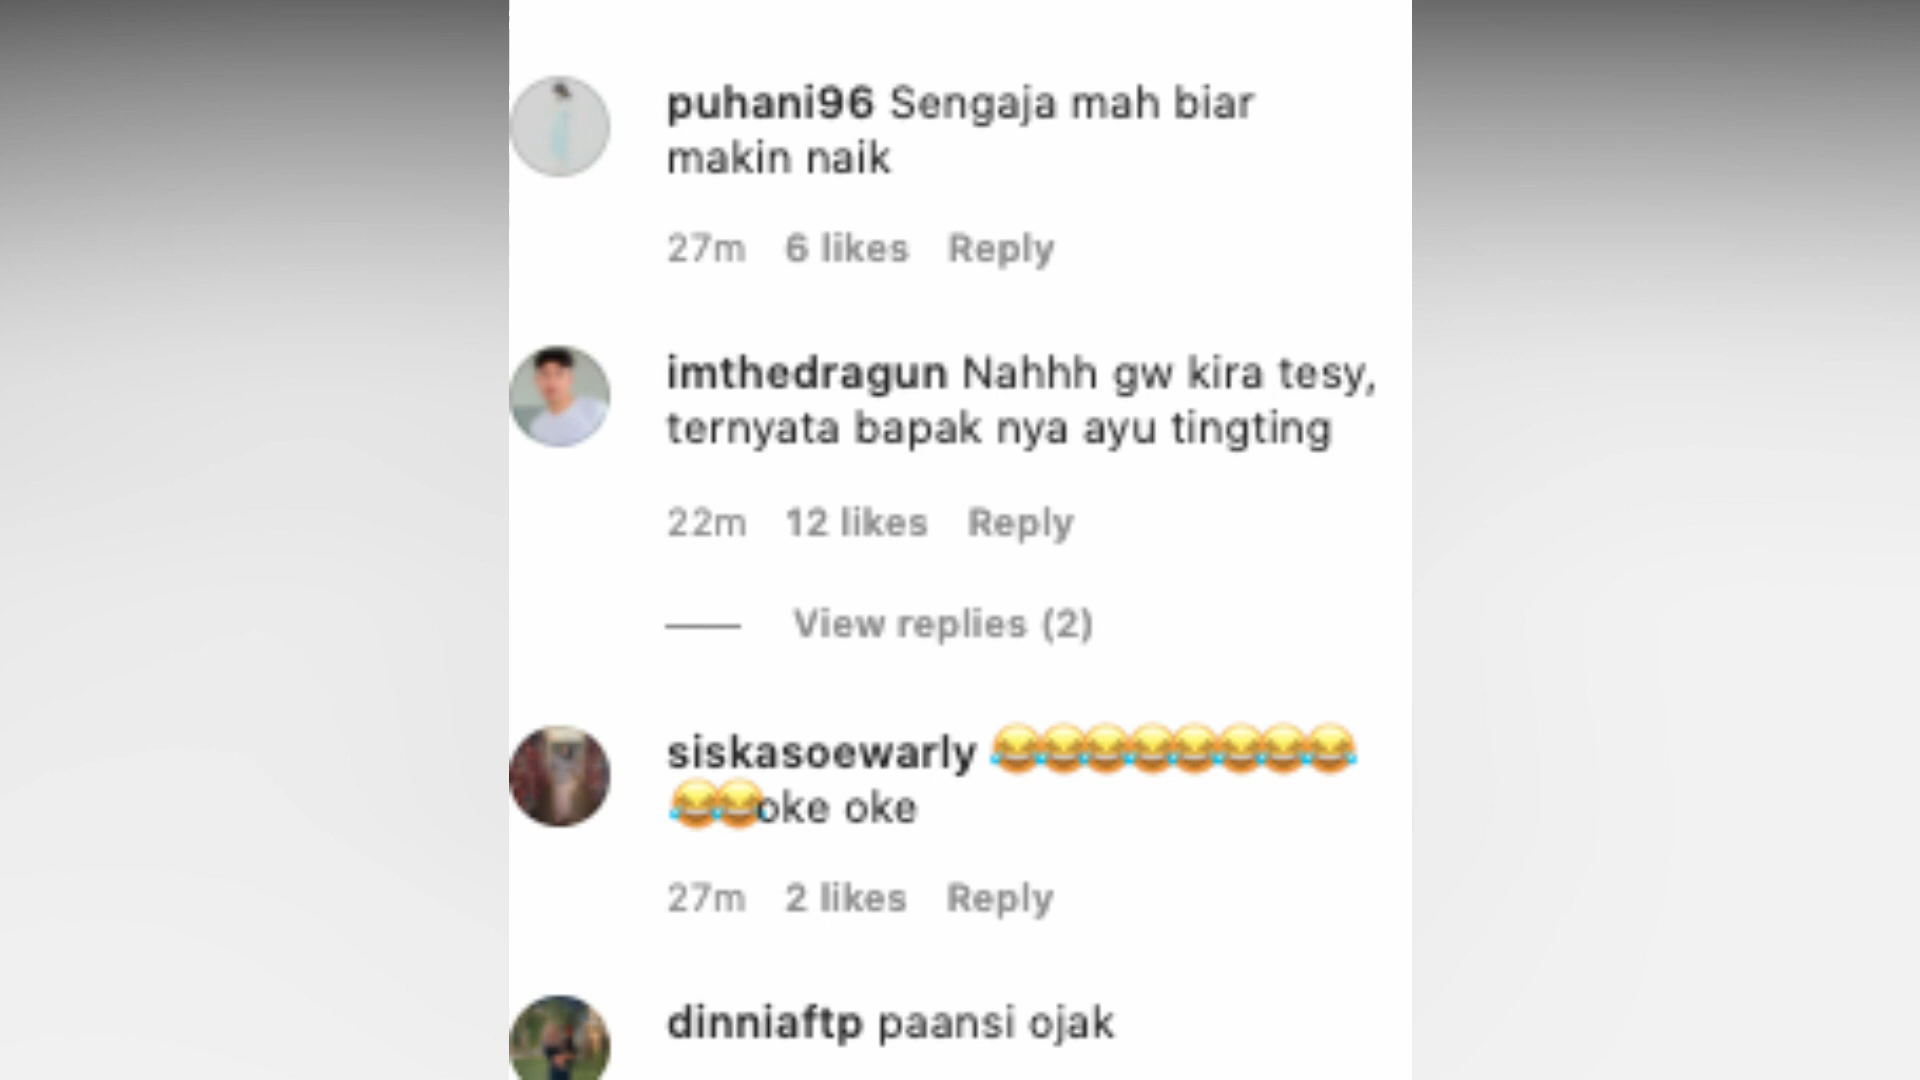 puhani96 Sengaja mah biar
makin naik
27m 6 likes Reply
imthedragun Nahhh gw kira tesy,
ternyata bapak nya ayu tingting
22m 12 likes Reply
View replies (2)
siskasoewarly 😂😂😂😂😂😂😂😂
😂😂oke oke
27m 2 likes Reply
dinniaftp paansi ojak